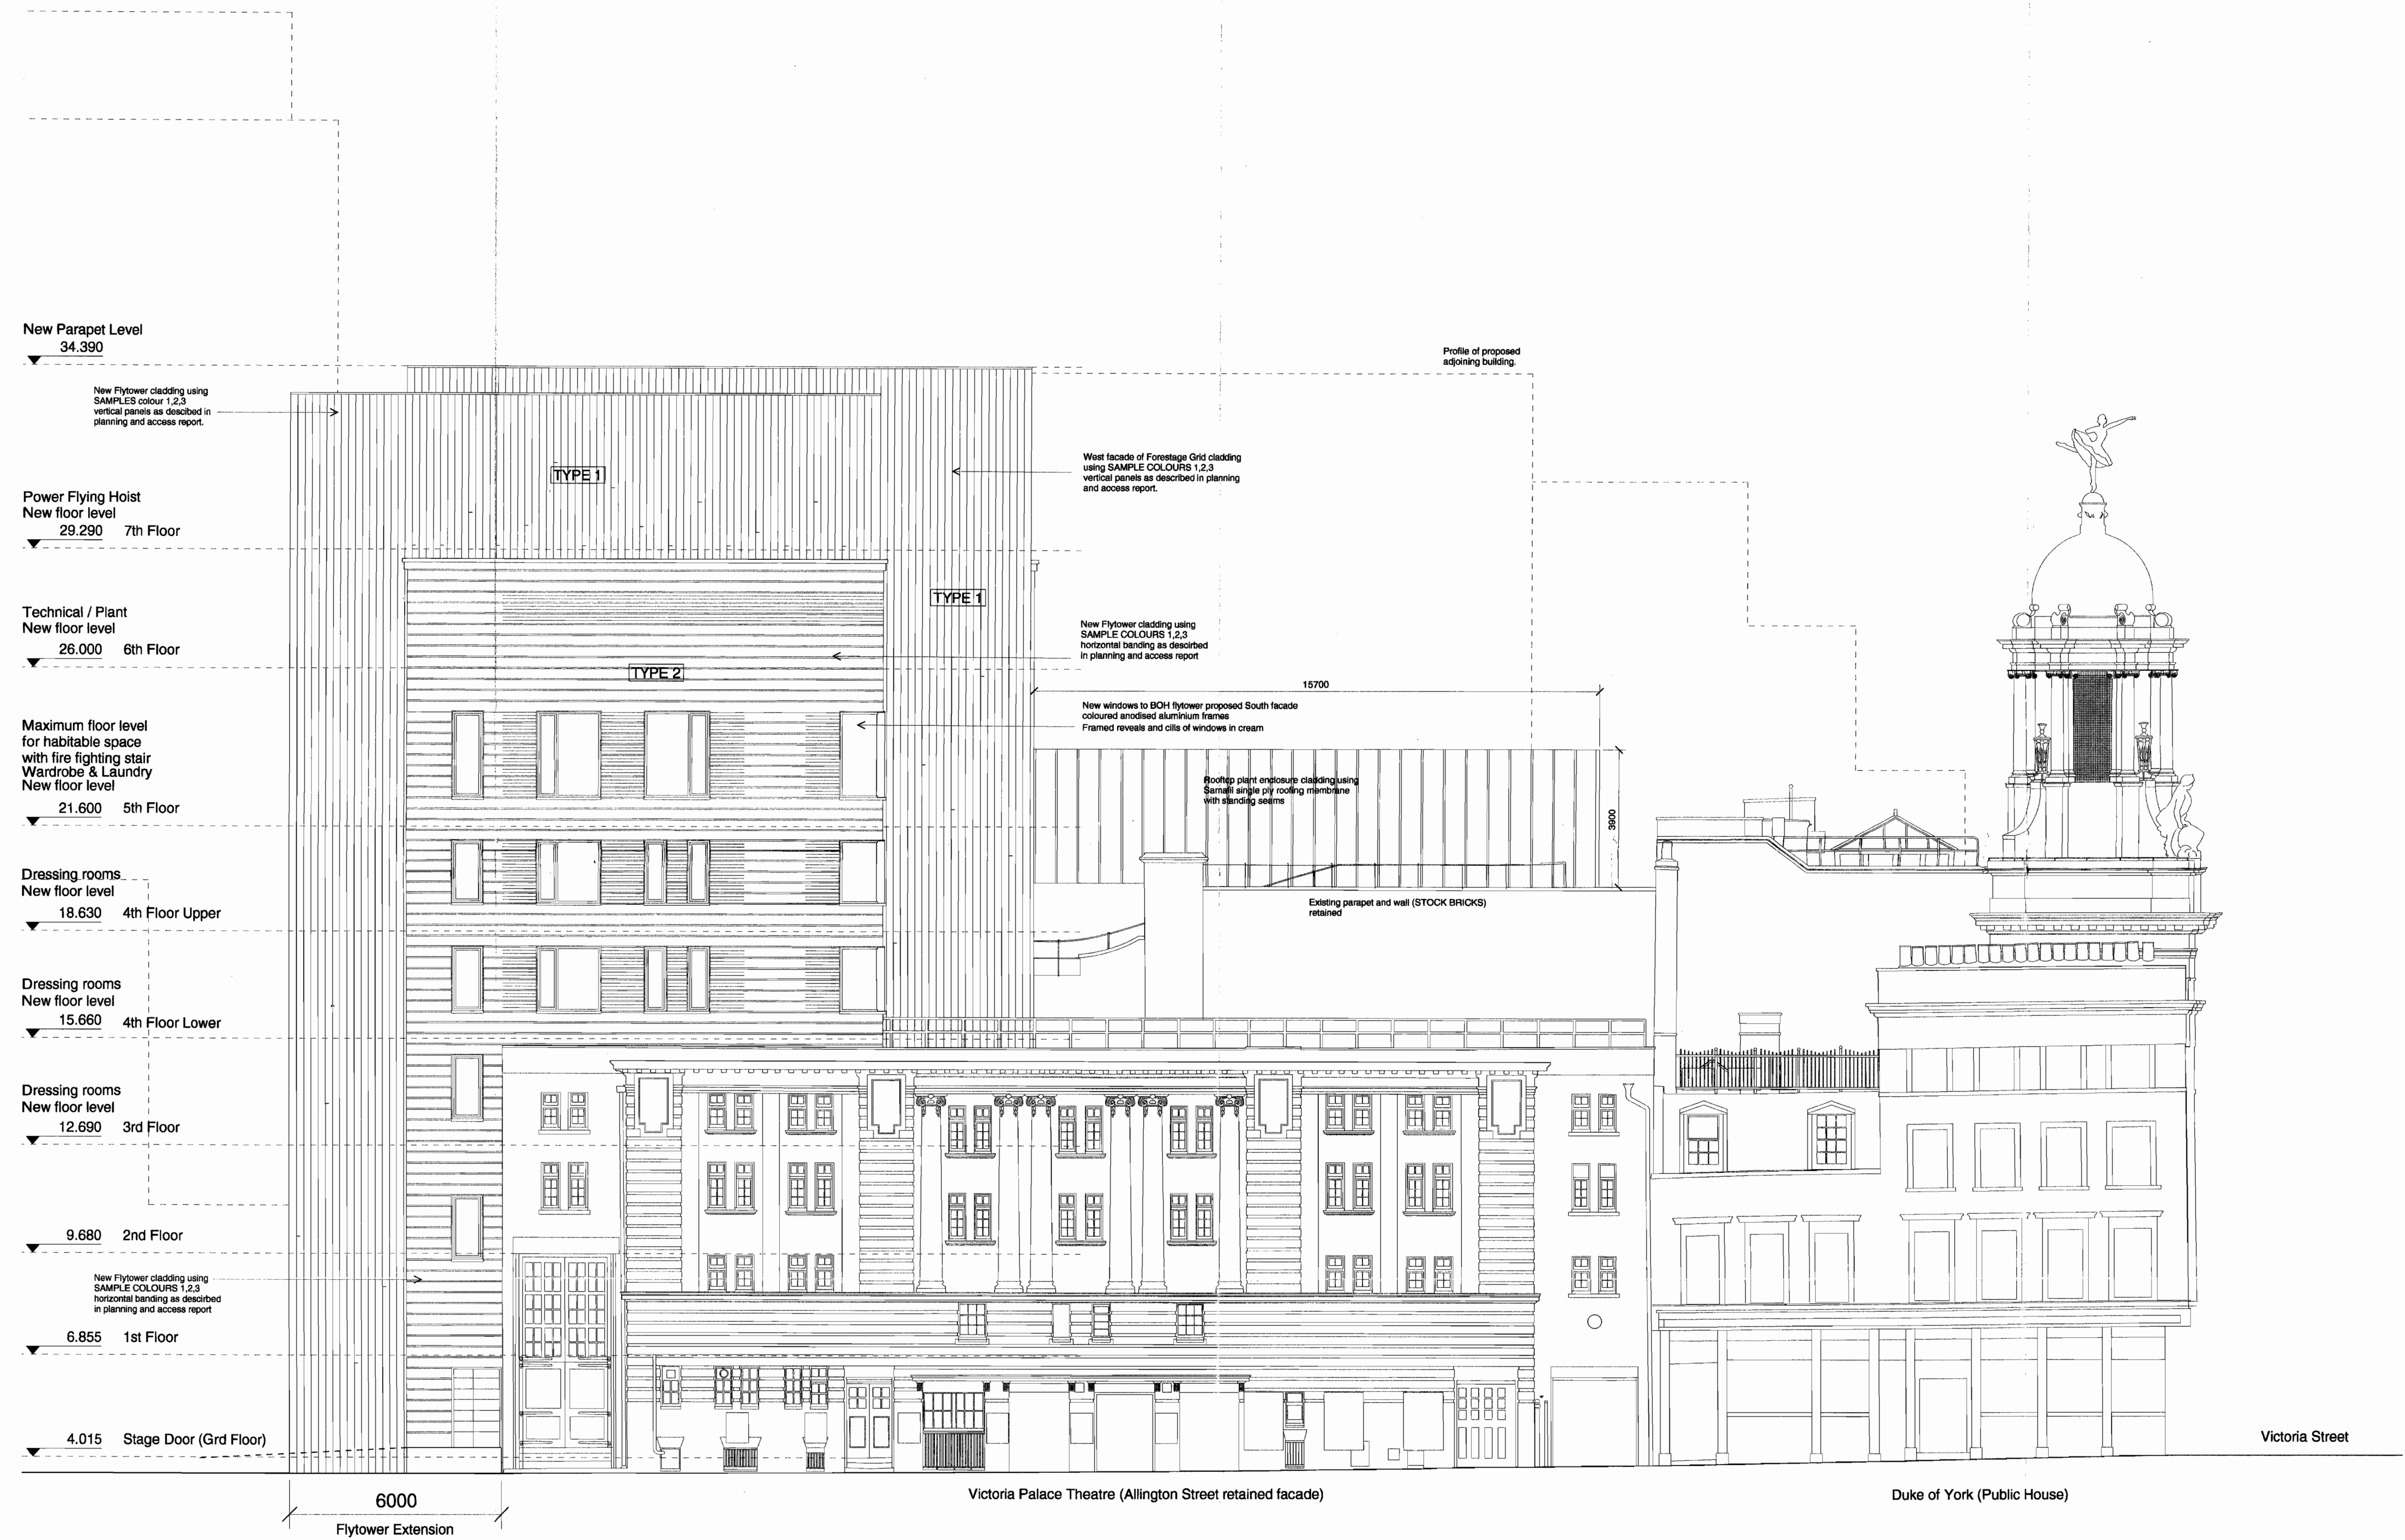 New Parapet Level
34.390
New Flytower cladding using
SAMPLES colour 1,2,3
vertical panels as descibed in
planning and access report.
Power Flying Hoist
New floor level
29.290 7th Floor
Technical / Plant
New floor level
26.000 6th Floor
Maximum floor level
for habitable space
with fire fighting stair
Wardrobe & Laundry
New floor level
21.600 5th Floor
Dressing rooms
New floor level
18.630 4th Floor Upper
Dressing rooms
New floor level
15.660 4th Floor Lower
Dressing rooms
New floor level
12.690 3rd Floor
9.680 2nd Floor
New Flytower cladding using
SAMPLE COLOURS 1,2,3
horizontal banding as descirbed
in planning and access report
6.855 1st Floor
4.015 Stage Door (Grd Floor)
6000
Flytower Extension
TYPE 1
TYPE 1
TYPE 2
Profile of proposed
adjoining building.
West facade of Forestage Grid cladding
using SAMPLE COLOURS 1,2,3
vertical panels as described in planning
and access report.
New Flytower cladding using
SAMPLE COLOURS 1,2,3
horizontal banding as descirbed
in planning and access report
15700
New windows to BOH flytower proposed South facade
coloured anodised aluminium frames
Framed reveals and cills of windows in cream
Rooftop plant enclosure cladding using
Sarnafil single ply roofing membrane
with standing seams
3900
Existing parapet and wall (STOCK BRICKS)
retained
Victoria Street
Victoria Palace Theatre (Allington Street retained facade)
Duke of York (Public House)